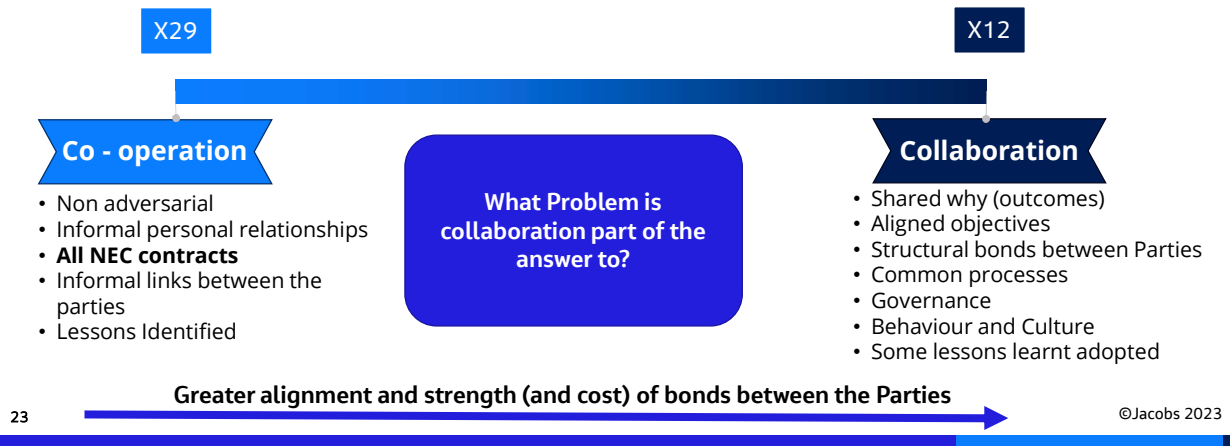 X29
X12
Co - operation
• Non adversarial
• Informal personal relationships
• All NEC contracts
• Informal links between the
parties
• Lessons Identified
What Problem is
collaboration part of the
answer to?
Collaboration
• Shared why (outcomes)
• Aligned objectives
• Structural bonds between Parties
• Common processes
• Governance
• Behaviour and Culture
• Some lessons learnt adopted
Greater alignment and strength (and cost) of bonds between the Parties
23
©Jacobs 2023